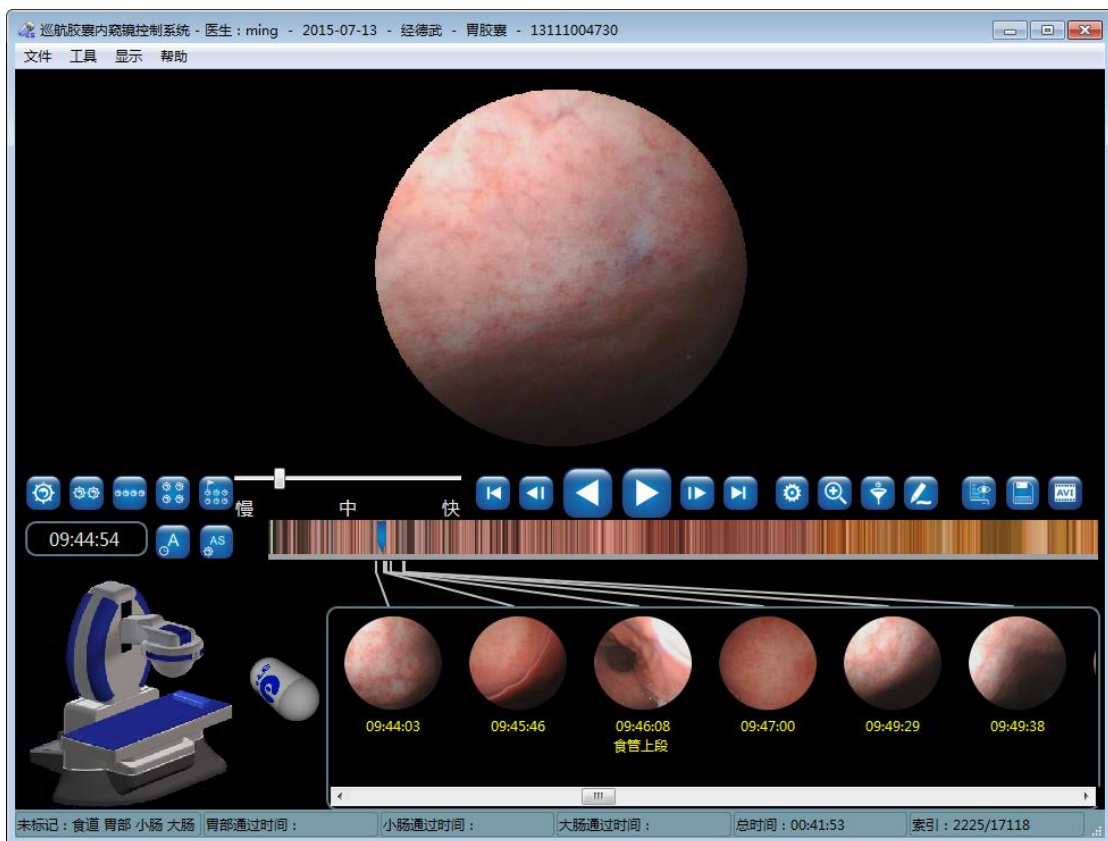 巡航胶囊内窥镜控制系统 - 医生：ming - 2015-07-13 - 经德武 - 胃胶囊 - 13111004730
文件 工具 显示 帮助
慢 中 快
AVI
09:44:54
A
AS
09:44:03 09:45:46 09:46:08 09:47:00 09:49:29 09:49:38
食管上段
未标记：食道 胃部 小肠 大肠 胃部通过时间： 小肠通过时间： 大肠通过时间： 总时间：00:41:53 索引：2225/17118